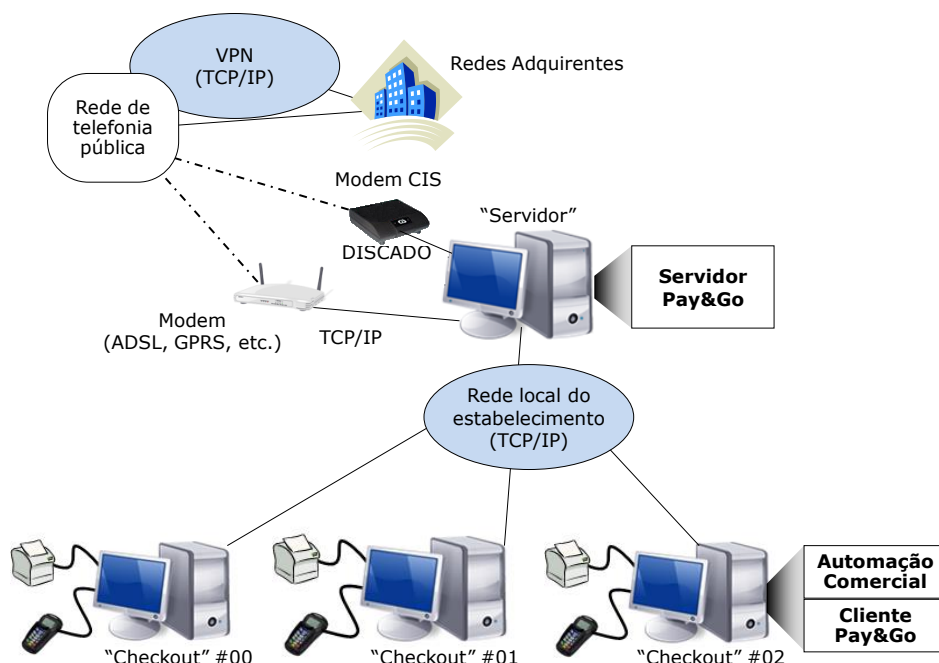 VPN
(TCP/IP)
Redes Adquirentes
Rede de
telefonia
pública
Modem CIS
"Servidor"
DISCADO
Servidor
Pay&Go
Modem
(ADSL, GPRS, etc.)
TCP/IP
Rede local do
estabelecimento
(TCP/IP)
Automação
Comercial
Cliente
Pay&Go
"Checkout" #00
"Checkout" #01
"Checkout" #02